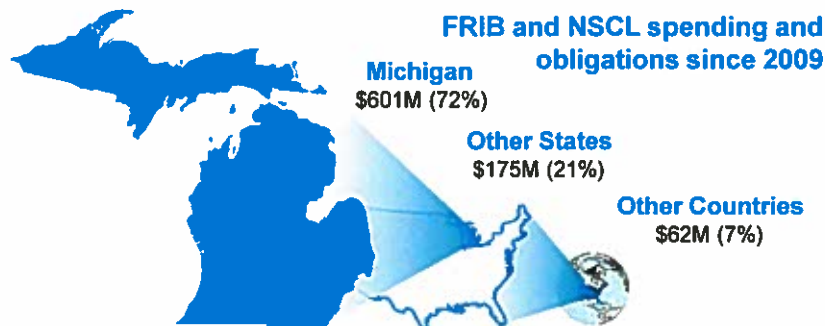 FRIB and NSCL spending and
obligations since 2009
Michigan
$601M (72%)
Other States
$175M (21%)
Other Countries
$62M (7%)